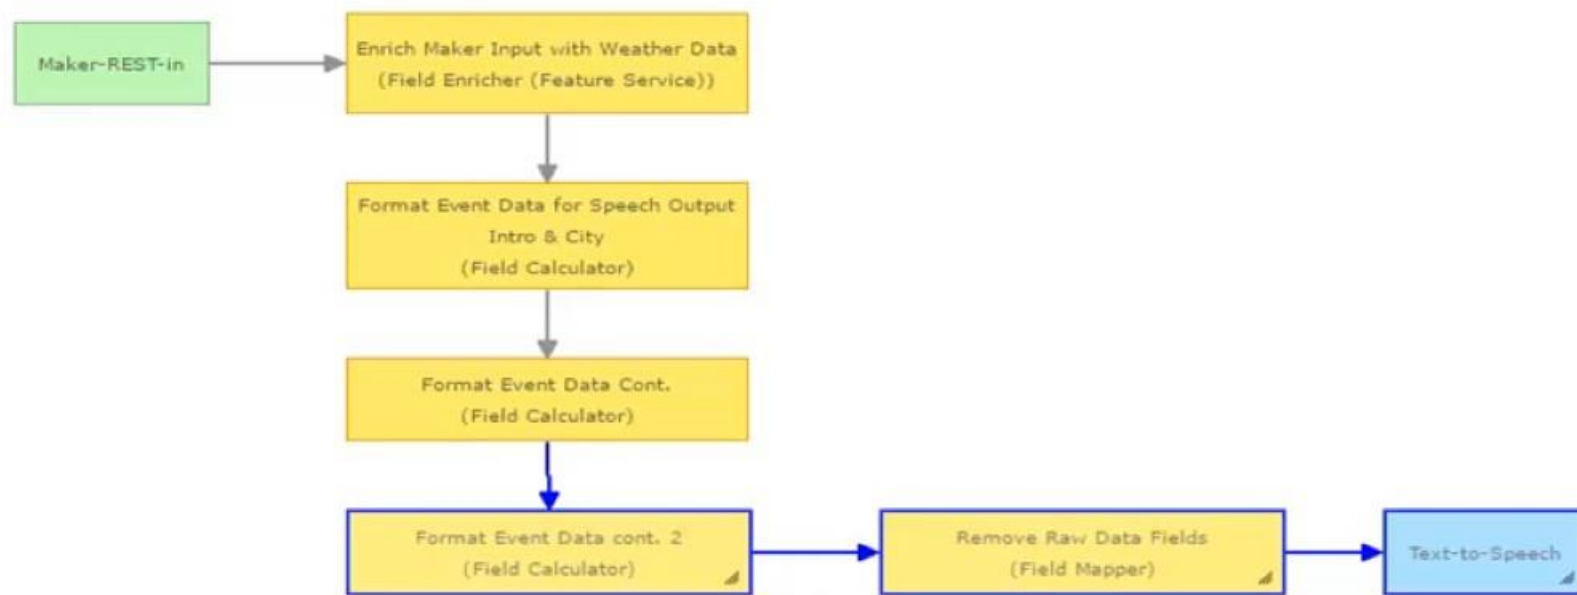 Maker-REST-in
Enrich Maker Input with Weather Data
(Field Enricher (Feature Service))
Format Event Data for Speech Output
Intro & City
(Field Calculator)
Format Event Data Cont.
(Field Calculator)
Format Event Data cont. 2
(Field Calculator)
Remove Raw Data Fields
(Field Mapper)
Text-to-Speech